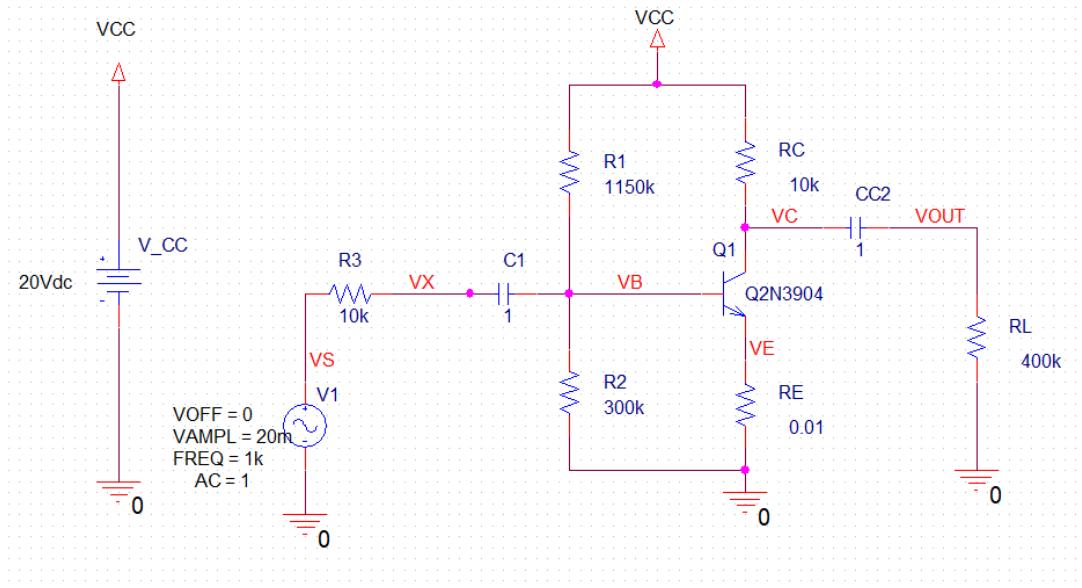 VCC
VCC
R1
1150k
RC
10k
CC2
1
VC
VOUT
V_CC
20Vdc
+
-
R3
10k
VX
C1
1
VB
Q1
Q2N3904
VS
V1
VOFF = 0
VAMPL = 20m
FREQ = 1k
AC = 1
+
-
R2
300k
VE
RE
0.01
RL
400k
0
0
0
0